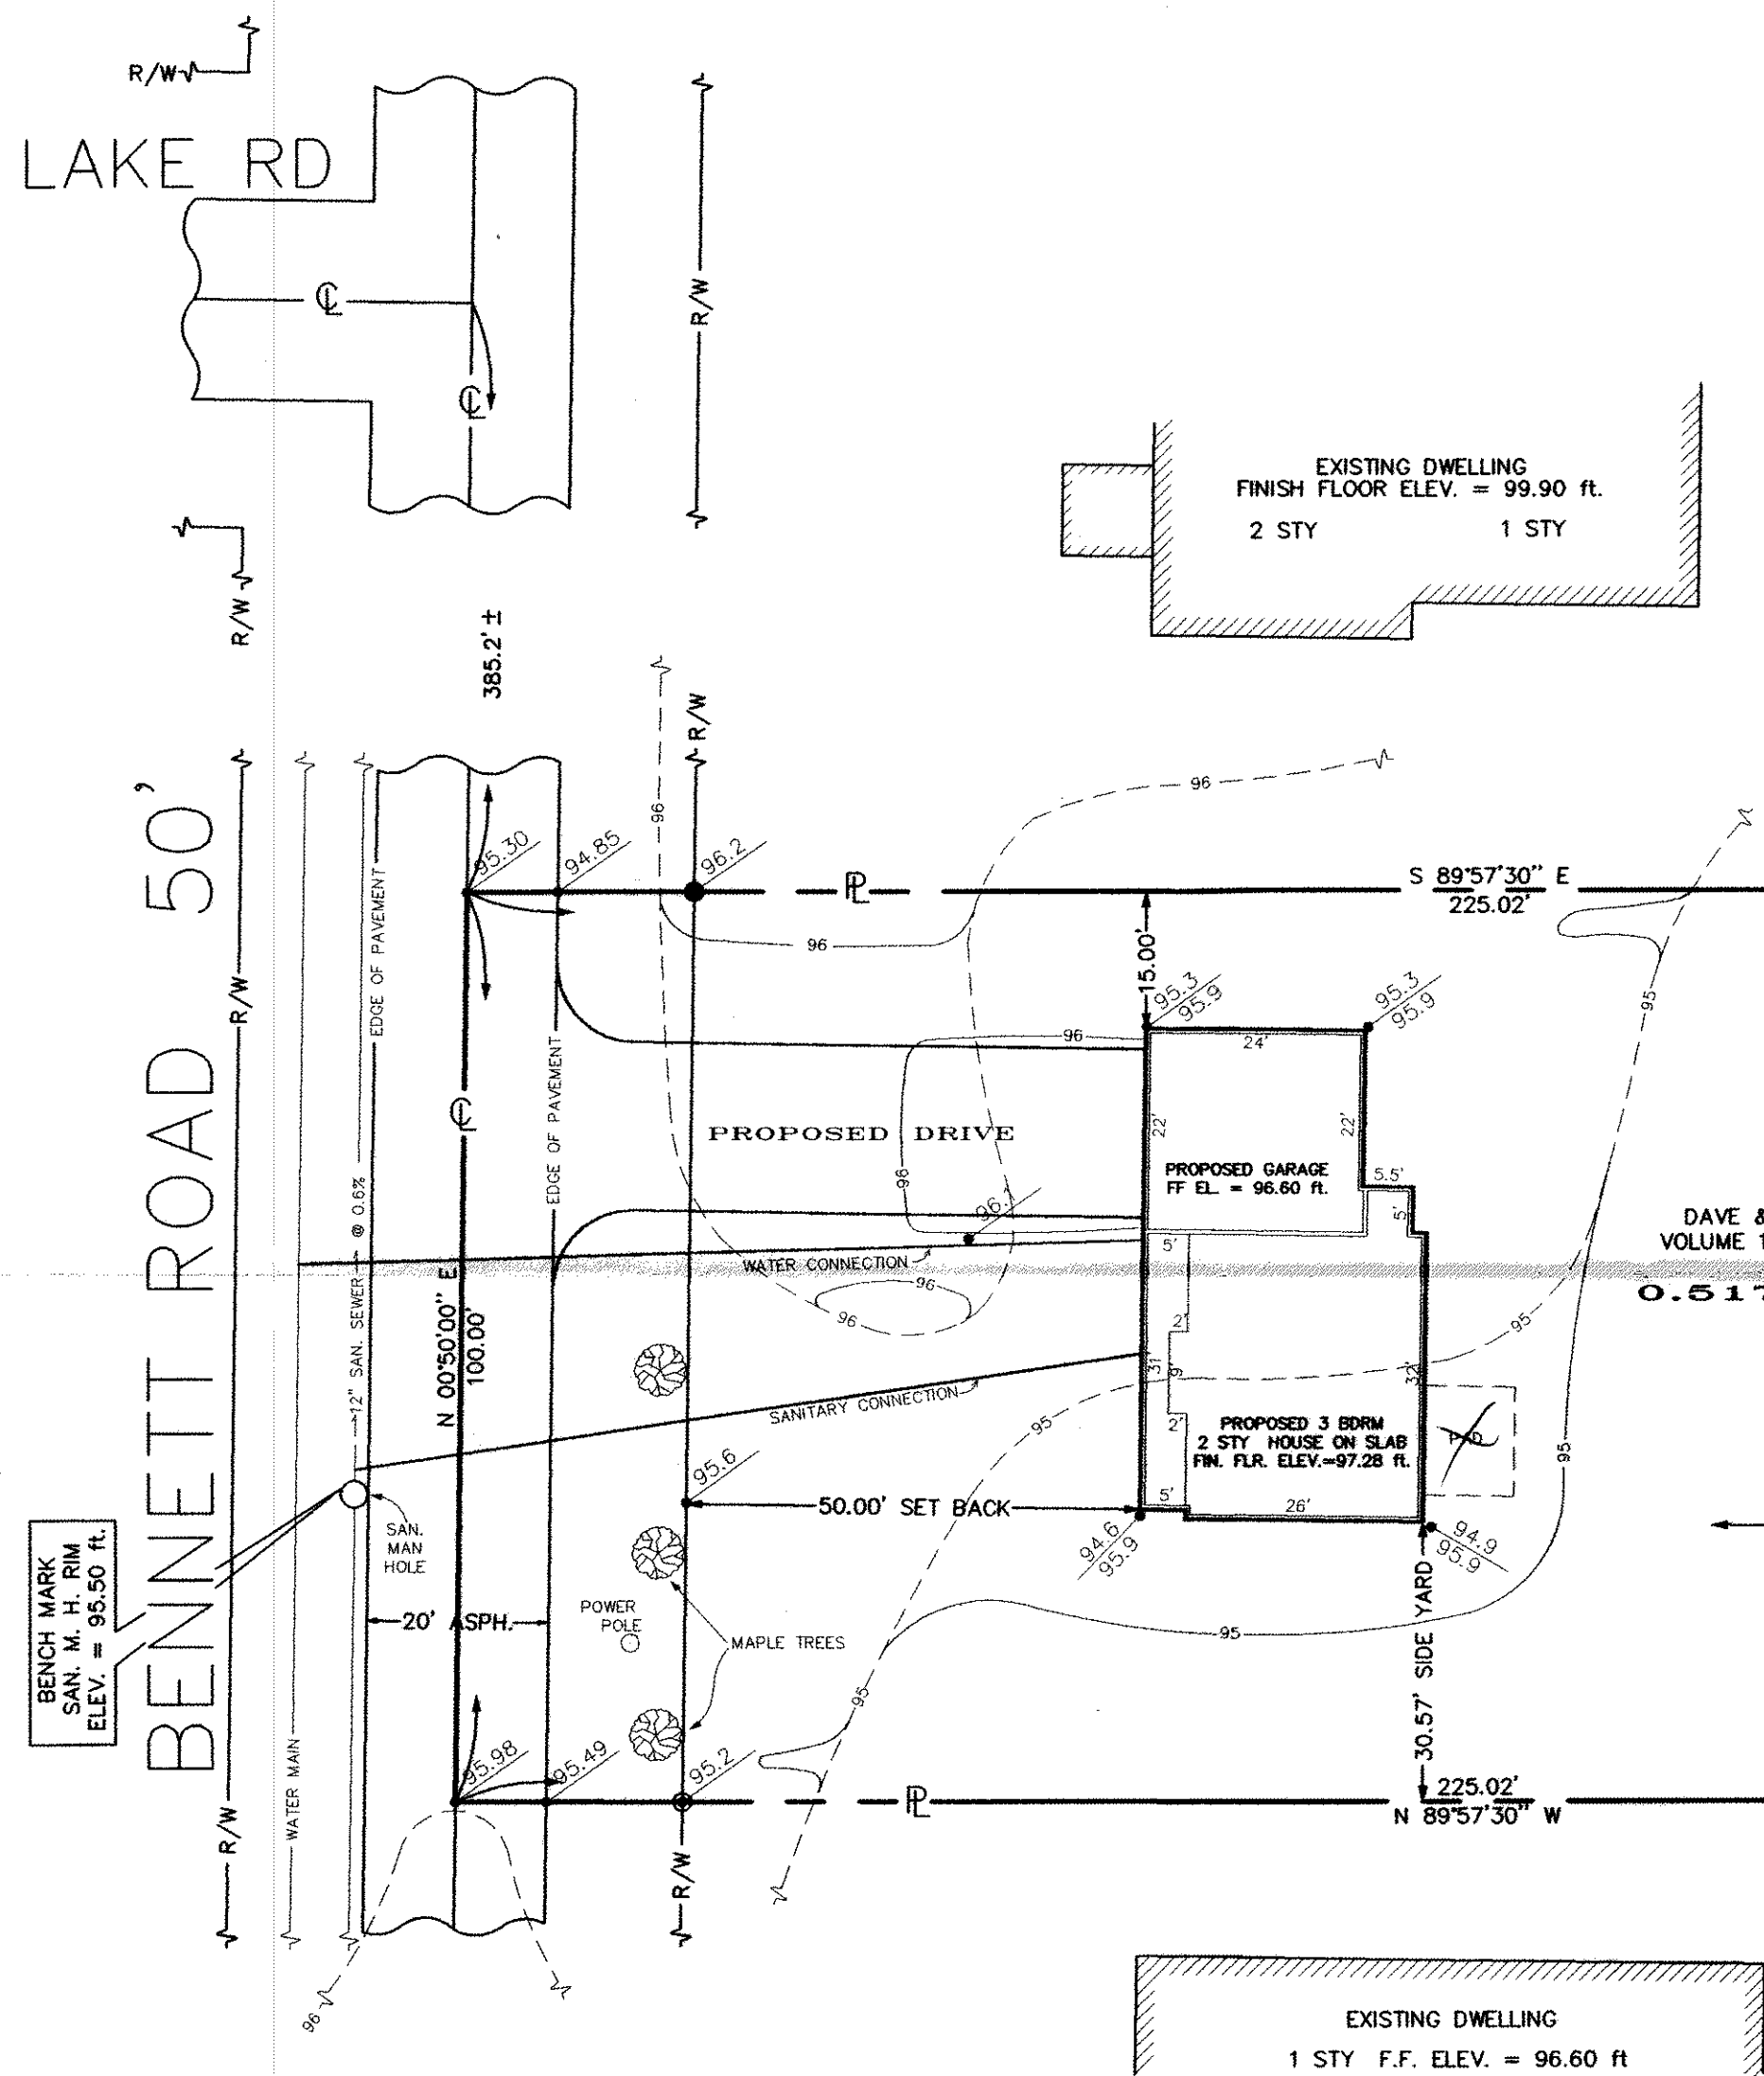 R/W
LAKE RD
CL
CL
R/W
R/W
385.2' ±
EXISTING DWELLING
FINISH FLOOR ELEV. = 99.90 ft.
2 STY 1 STY
R/W
96
96
BENNETT ROAD 50'
R/W
EDGE OF PAVEMENT
95.30
94.85
96.2
PL
S 89°57'30" E
225.02'
96
15.00'
95.3
95.9
95.3
95.9
95
96
24'
CL
EDGE OF PAVEMENT
PROPOSED DRIVE
22'
22'
PROPOSED GARAGE
FF EL. = 96.60 ft.
5.5'
5'
96
96.1
12" SAN. SEWER @ 0.6%
WATER CONNECTION
5'
DAVE &
VOLUME 1
0.517
N 00°50'00" E
100.00'
96
96
2'
95
31'
9'
32'
SANITARY CONNECTION
95
2'
PROPOSED 3 BDRM
2 STY HOUSE ON SLAB
FIN. FLR. ELEV.=97.28 ft.
PAD
95
95.6
50.00' SET BACK
5'
26'
94.6
95.9
94.9
95.9
SAN.
MAN
HOLE
BENCH MARK
SAN. M. H. RIM
ELEV. = 95.50 ft.
20' ASPH.
POWER
POLE
MAPLE TREES
95
95
30.57' SIDE YARD
WATER MAIN
95.98
95.49
95.2
PL
225.02'
N 89°57'30" W
R/W
R/W
96
EXISTING DWELLING
1 STY F.F. ELEV. = 96.60 ft